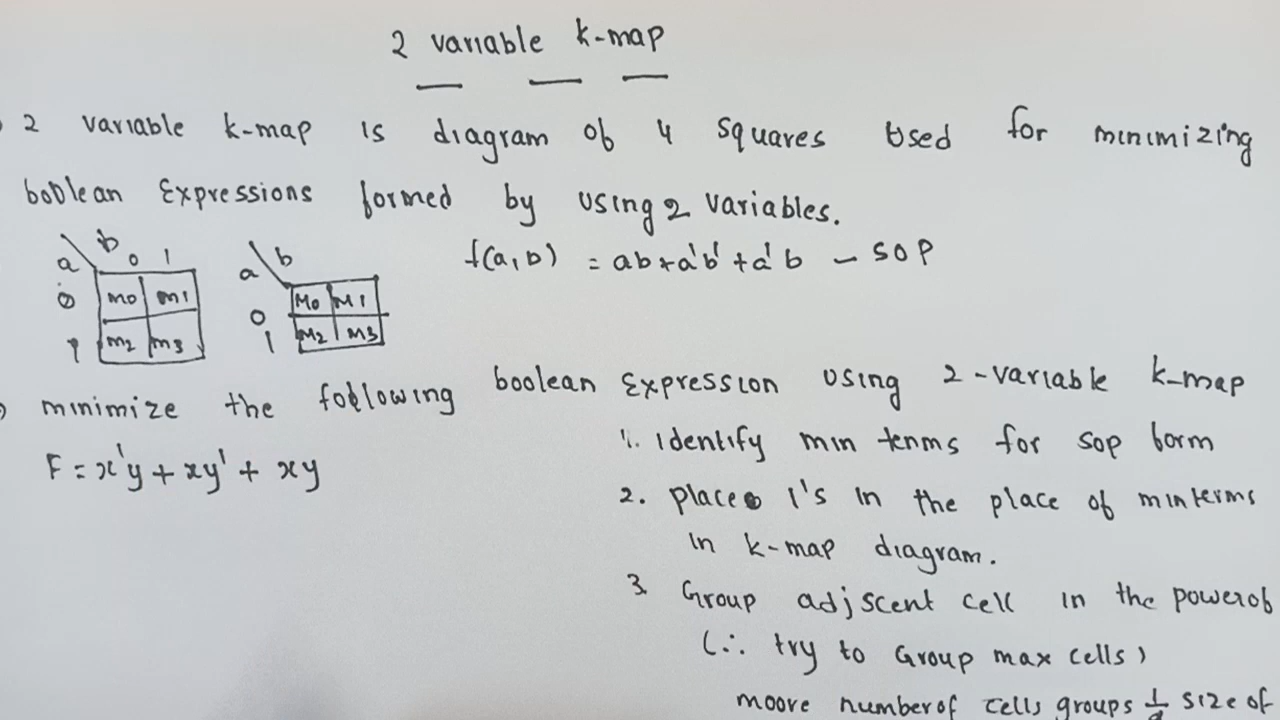 2 variable k-map
2 variable k-map is diagram of 4 squares used for minimizing
boolean Expressions formed by using 2 variables.
a b 0 1
0 m0 m1
1 m2 m3
a b
0 M0 M1
1 M2 M3
f(a,b) = ab+a'b'+a'b - SOP
minimize the following boolean Expression using 2-variable k-map
F = x'y + xy' + xy
1. Identify min terms for sop form
2. place 1's in the place of minterms
in k-map diagram.
3 Group adjscent cell in the powerof
(∴ try to Group max cells)
moore number of cells groups size of